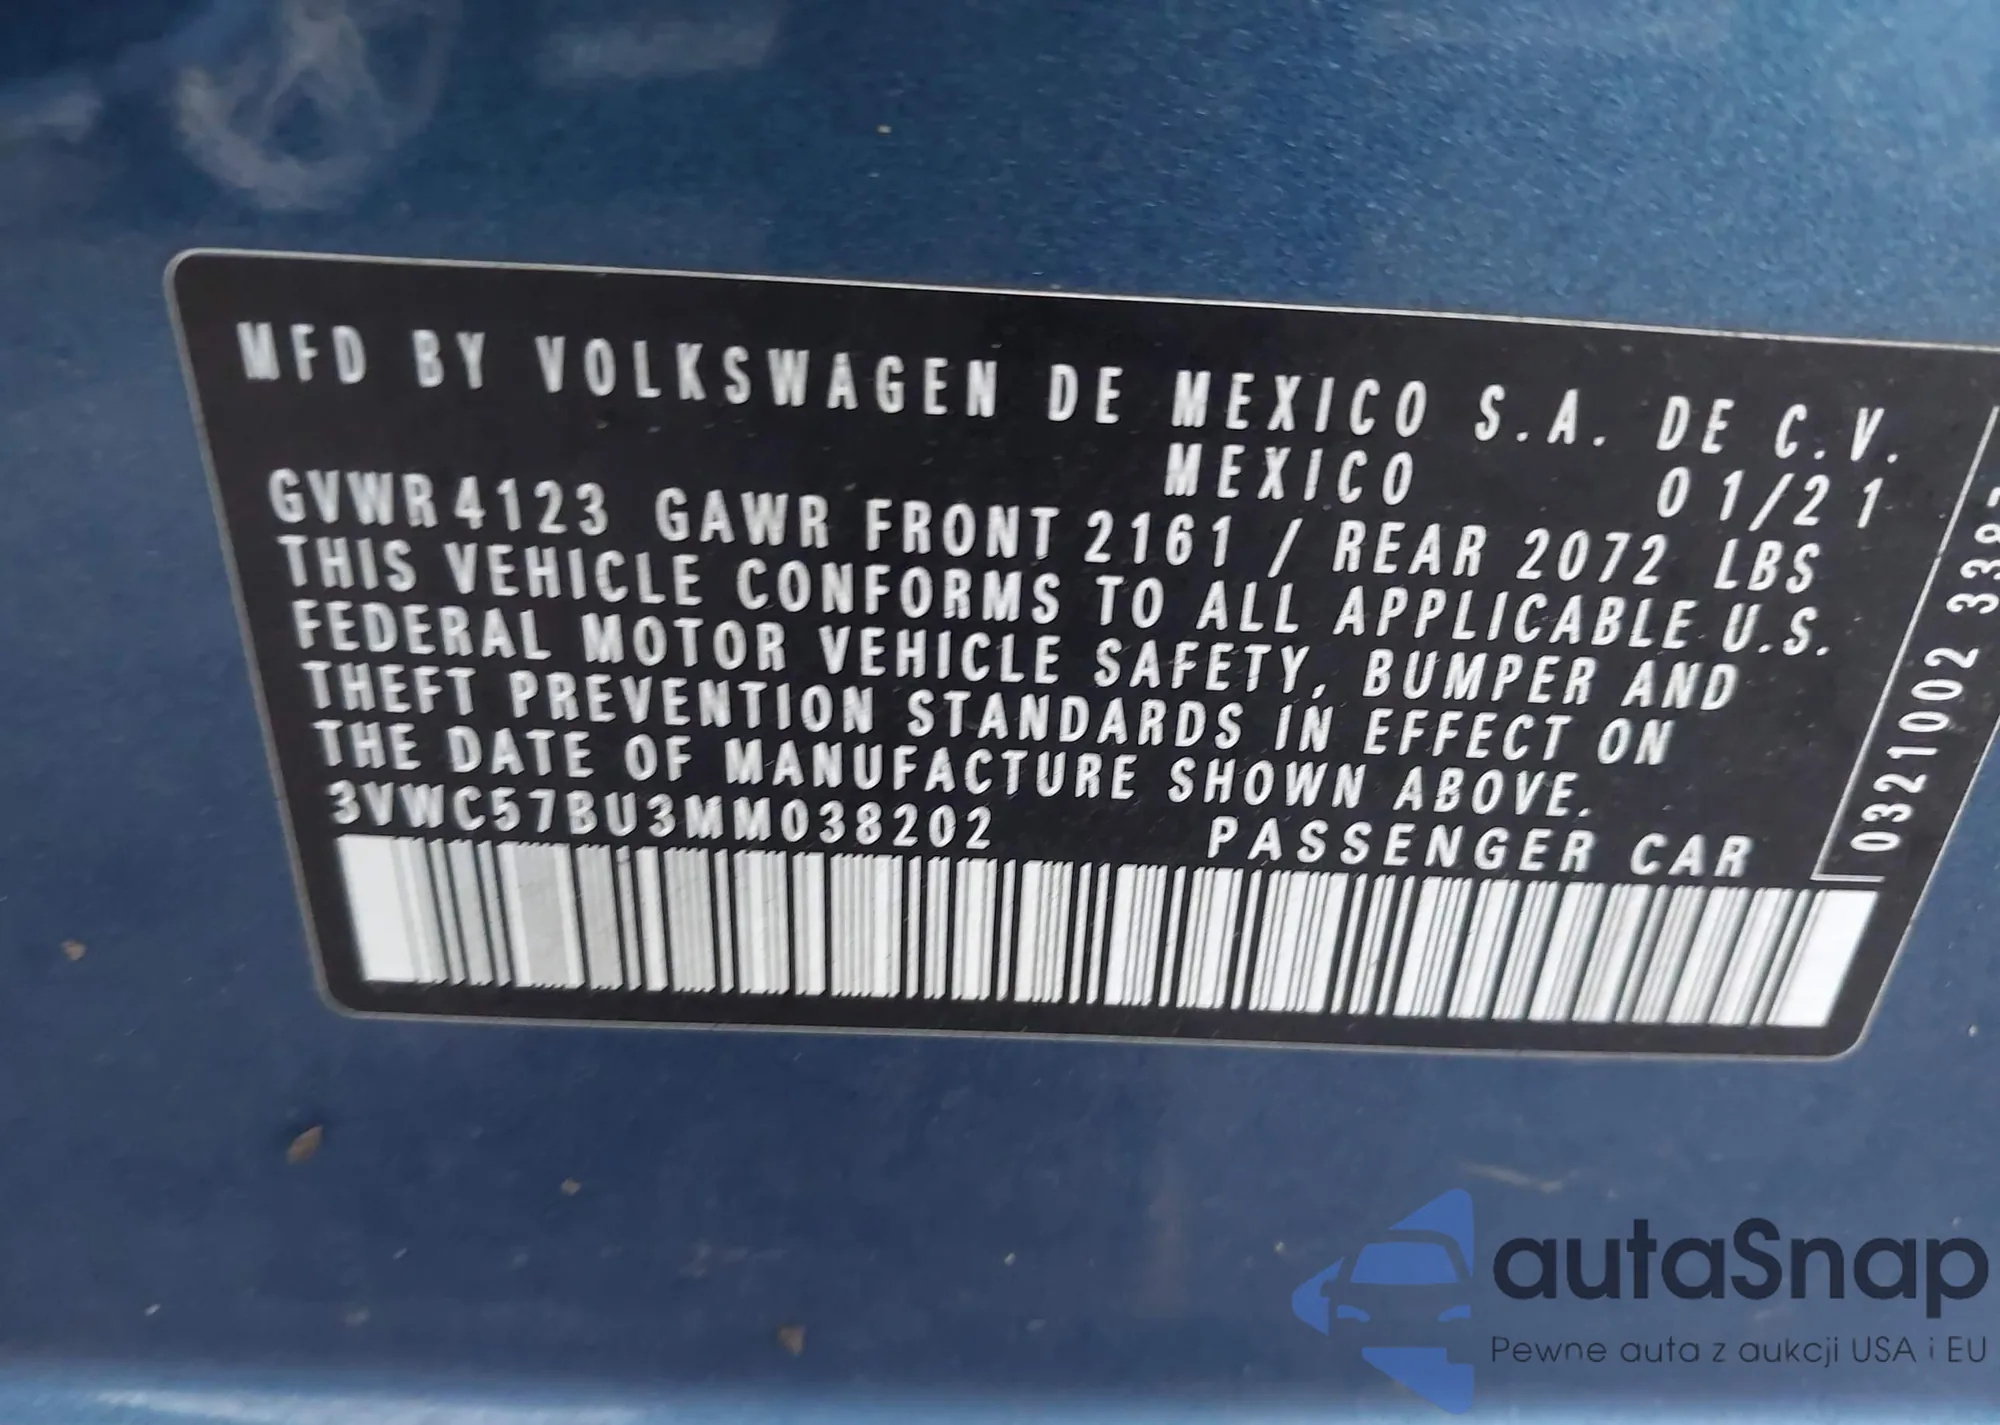 MFD BY VOLKSWAGEN DE MEXICO S.A. DE C.V.
MEXICO 01/21
GVWR 4123 GAWR FRONT 2161 / REAR 2072 LBS
THIS VEHICLE CONFORMS TO ALL APPLICABLE U.S.
FEDERAL MOTOR VEHICLE SAFETY, BUMPER AND
THEFT PREVENTION STANDARDS IN EFFECT ON
THE DATE OF MANUFACTURE SHOWN ABOVE.
3VWC57BU3MM038202 PASSENGER CAR
0321002
autaSnap
Pewne auta z aukcji USA i EU